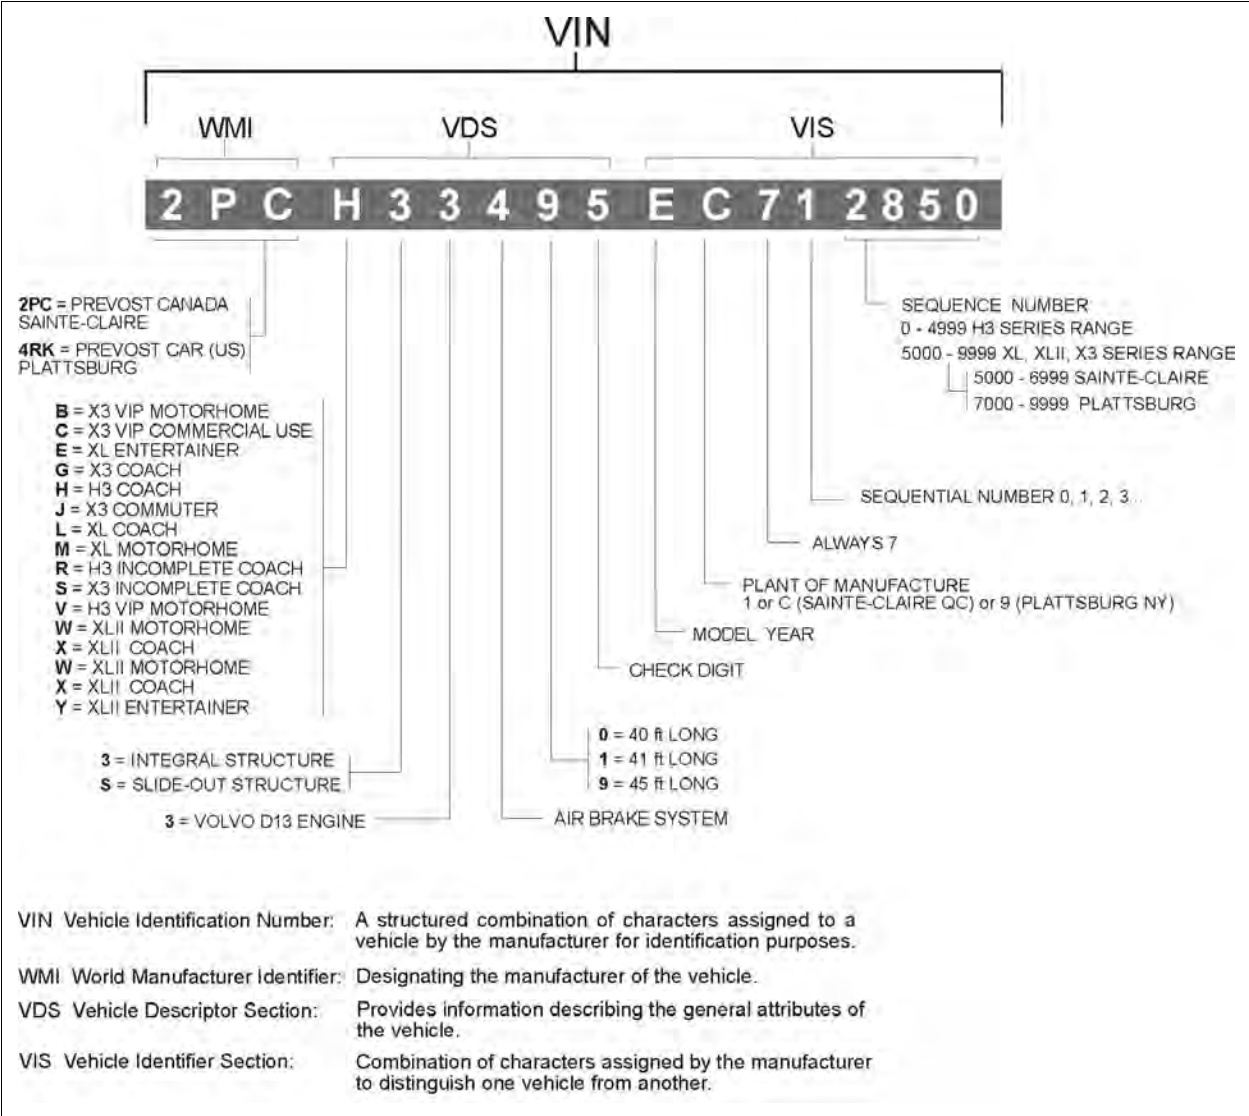 VIN
WMI VDS VIS
2 P C H 3 3 4 9 5 E C 7 1 2 8 5 0
2PC = PREVOST CANADA
SAINTE-CLAIRE
4RK = PREVOST CAR (US)
PLATTSBURG
B = X3 VIP MOTORHOME
C = X3 VIP COMMERCIAL USE
E = XL ENTERTAINER
G = X3 COACH
H = H3 COACH
J = X3 COMMUTER
L = XL COACH
M = XL MOTORHOME
R = H3 INCOMPLETE COACH
S = X3 INCOMPLETE COACH
V = H3 VIP MOTORHOME
W = XLII MOTORHOME
X = XLII COACH
W = XLII MOTORHOME
X = XLII COACH
Y = XLII ENTERTAINER
3 = INTEGRAL STRUCTURE
S = SLIDE-OUT STRUCTURE
3 = VOLVO D13 ENGINE
AIR BRAKE SYSTEM
0 = 40 ft LONG
1 = 41 ft LONG
9 = 45 ft LONG
CHECK DIGIT
MODEL YEAR
PLANT OF MANUFACTURE
1 or C (SAINTE-CLAIRE QC) or 9 (PLATTSBURG NY)
ALWAYS 7
SEQUENTIAL NUMBER 0, 1, 2, 3...
SEQUENCE NUMBER
0 - 4999 H3 SERIES RANGE
5000 - 9999 XL, XLII, X3 SERIES RANGE
5000 - 6999 SAINTE-CLAIRE
7000 - 9999 PLATTSBURG
VIN Vehicle Identification Number: A structured combination of characters assigned to a
vehicle by the manufacturer for identification purposes.
WMI World Manufacturer Identifier: Designating the manufacturer of the vehicle.
VDS Vehicle Descriptor Section: Provides information describing the general attributes of
the vehicle.
VIS Vehicle Identifier Section: Combination of characters assigned by the manufacturer
to distinguish one vehicle from another.